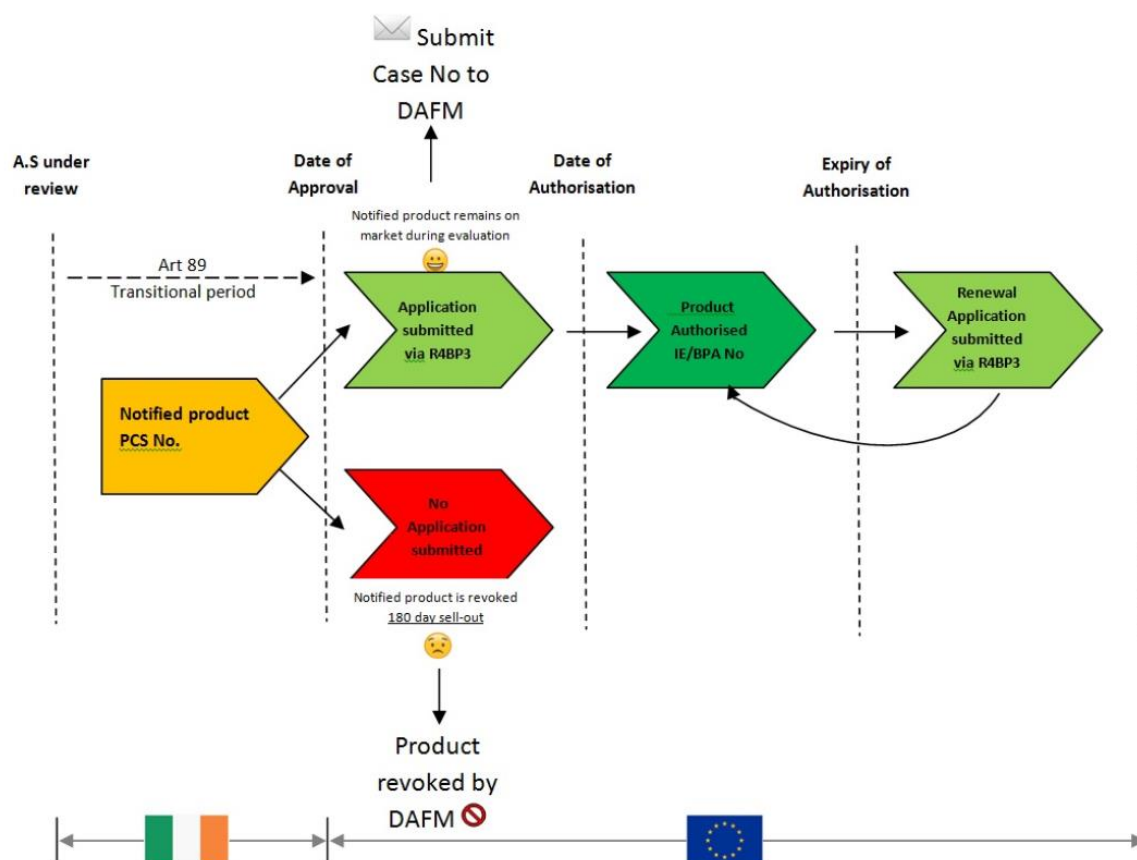 Submit
Case No to
DAFM
A.S under
review
Date of
Approval
Date of
Authorisation
Expiry of
Authorisation
Notified product remains on
market during evaluation
Art 89
Transitional period
Application
submitted
via R4BP3
Product
Authorised
IE/BPA No
Renewal
Application
submitted
via R4BP3
Notified product
PCS No.
No
Application
submitted
Notified product is revoked
180 day sell-out
Product
revoked by
DAFM